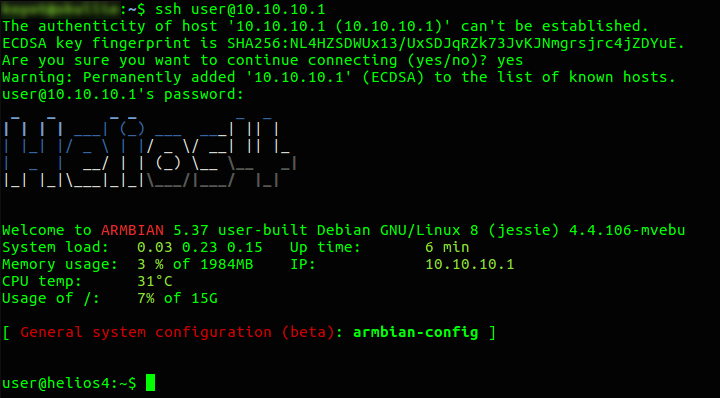 :~$ ssh user@10.10.10.1
The authenticity of host '10.10.10.1 (10.10.10.1)' can't be established.
ECDSA key fingerprint is SHA256:NL4HZSDWUx13/UxSDJqRZk73JvKJNmgrsjrc4jZDYuE.
Are you sure you want to continue connecting (yes/no)? yes
Warning: Permanently added '10.10.10.1' (ECDSA) to the list of known hosts.
user@10.10.10.1's password:
Helios4
Welcome to ARMBIAN 5.37 user-built Debian GNU/Linux 8 (jessie) 4.4.106-mvebu
System load: 0.03 0.23 0.15 Up time: 6 min
Memory usage: 3 % of 1984MB IP: 10.10.10.1
CPU temp: 31°C
Usage of /: 7% of 15G
[ General system configuration (beta): armbian-config ]
user@helios4:~$